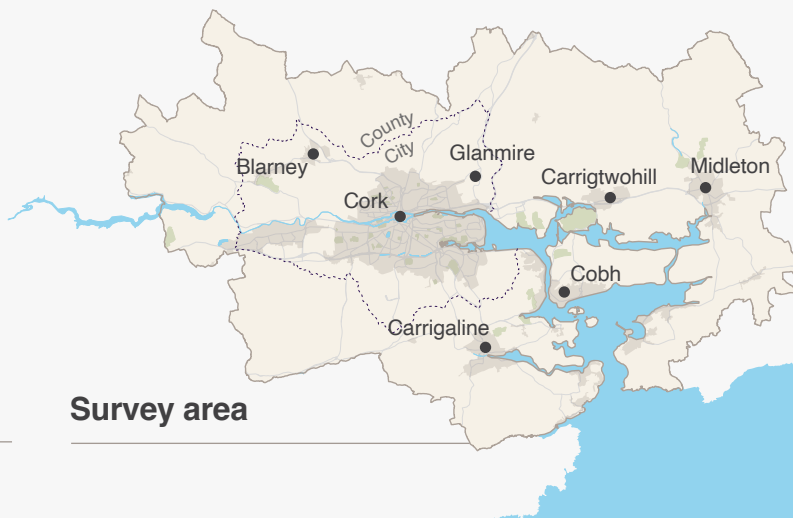 County
City
Glanmire
Blarney
Carrigtwohill
Midleton
Cork
Cobh
Carrigaline
Survey area